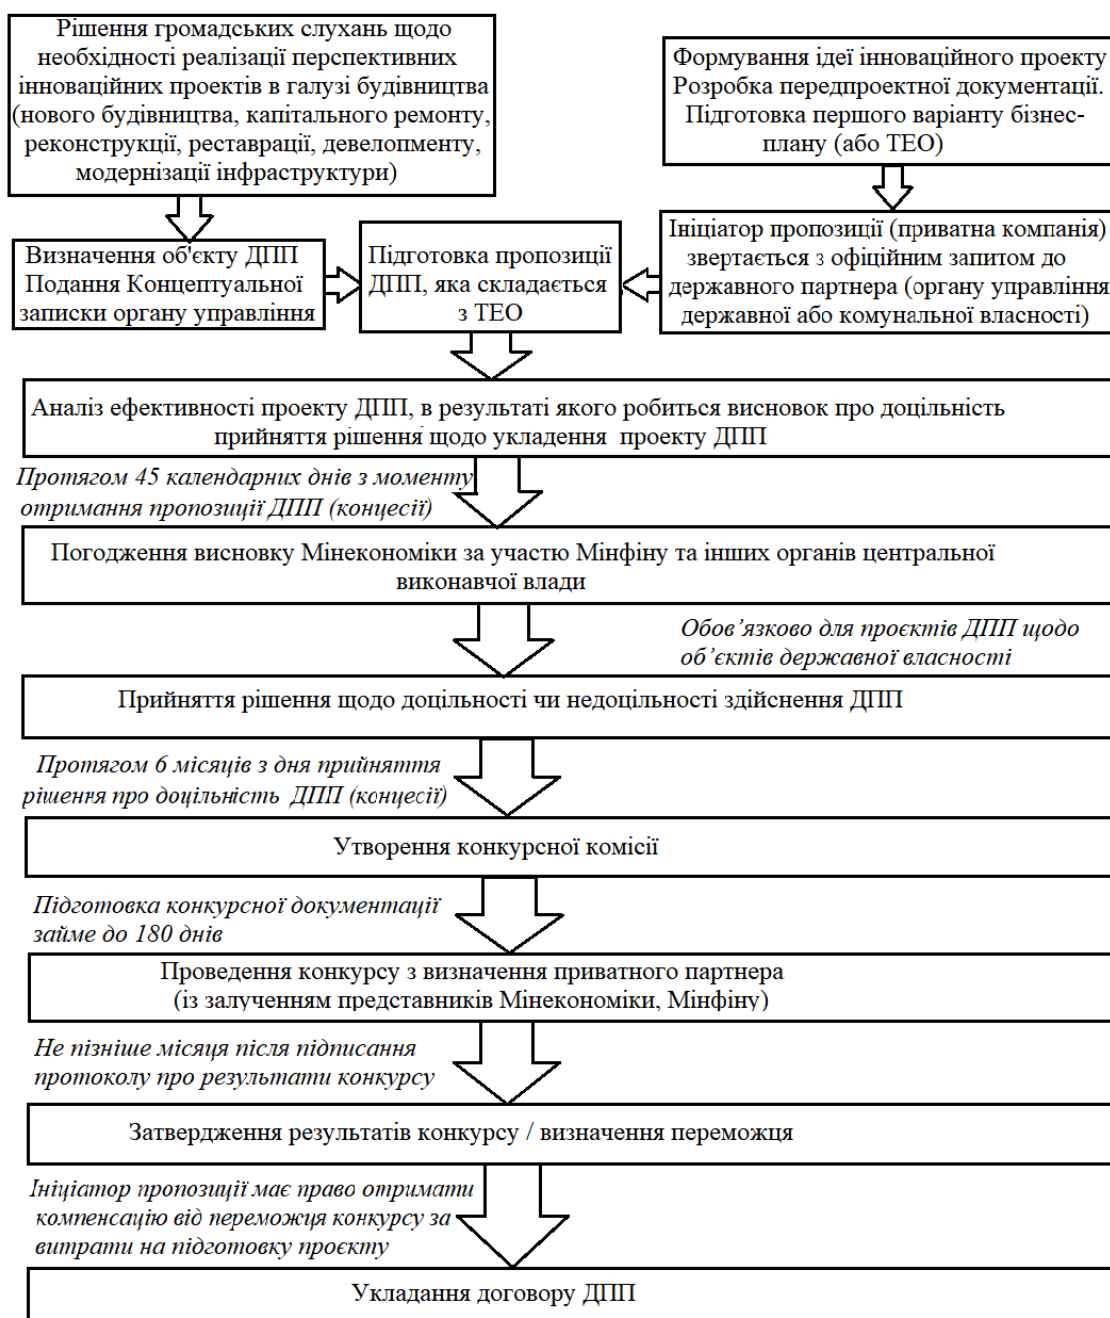 Рішення громадських слухань щодо
необхідності реалізації перспективних
інноваційних проектів в галузі будівництва
(нового будівництва, капітального ремонту,
реконструкції, реставрації, девелопменту,
модернізації інфраструктури)
Формування ідеї інноваційного проекту
Розробка передпроектної документації.
Підготовка першого варіанту бізнес-
плану (або ТЕО)
Визначення об'єкту ДПП
Подання Концептуальної
записки органу управління
Підготовка пропозиції
ДПП, яка складається
з ТЕО
Ініціатор пропозиції (приватна компанія)
звертається з офіційним запитом до
державного партнера (органу управління
державної або комунальної власності)
Аналіз ефективності проекту ДПП, в результаті якого робиться висновок про доцільність
прийняття рішення щодо укладення проекту ДПП
Протягом 45 календарних днів з моменту
отримання пропозиції ДПП (концесії)
Погодження висновку Мінекономіки за участю Мінфіну та інших органів центральної
виконавчої влади
Обов’язково для проєктів ДПП щодо
об’єктів державної власності
Прийняття рішення щодо доцільності чи недоцільності здійснення ДПП
Протягом 6 місяців з дня прийняття
рішення про доцільність ДПП (концесії)
Утворення конкурсної комісії
Підготовка конкурсної документації
займе до 180 днів
Проведення конкурсу з визначення приватного партнера
(із залученням представників Мінекономіки, Мінфіну)
Не пізніше місяця після підписання
протоколу про результати конкурсу
Затвердження результатів конкурсу / визначення переможця
Ініціатор пропозиції має право отримати
компенсацію від переможця конкурсу за
витрати на підготовку проєкту
Укладання договору ДПП